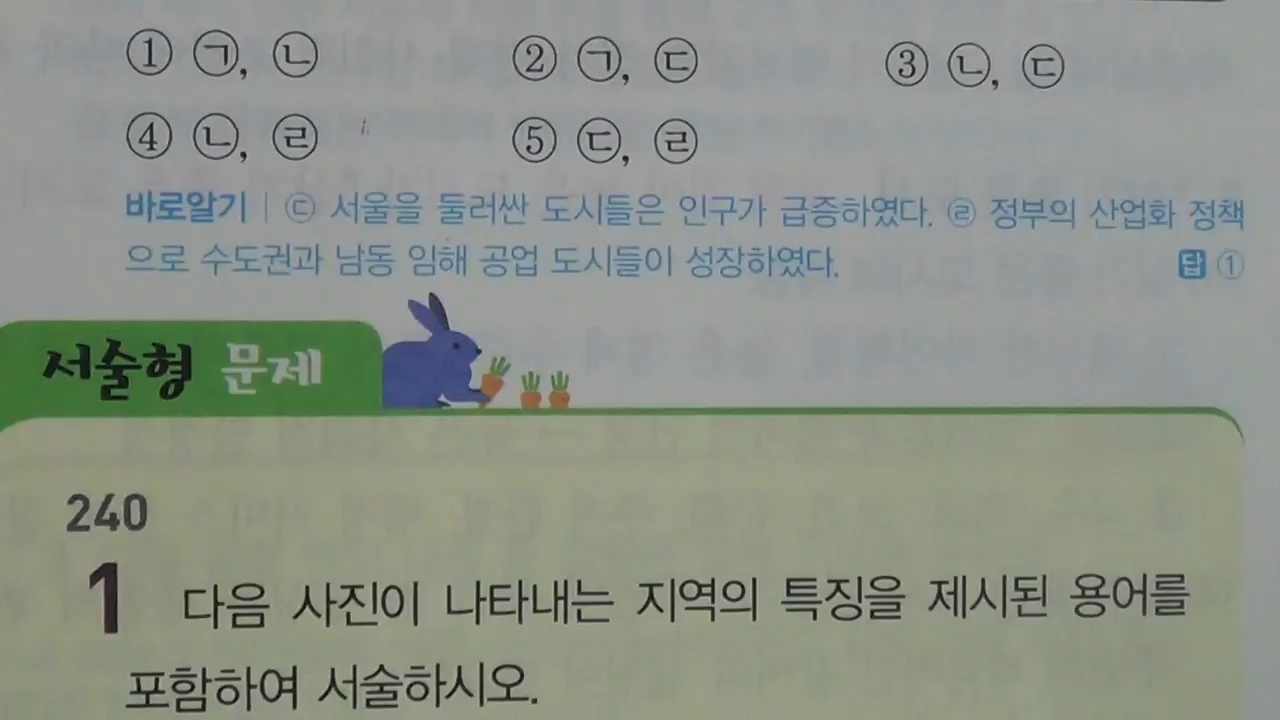 ① ㉠, ㉡ ② ㉠, ㉢ ③ ㉡, ㉢
④ ㉡, ㉣ ⑤ ㉢, ㉣
바로알기 | ㉢ 서울을 둘러싼 도시들은 인구가 급증하였다. ㉣ 정부의 산업화 정책
으로 수도권과 남동 임해 공업 도시들이 성장하였다. 답 ①
서술형 문제
240
1 다음 사진이 나타내는 지역의 특징을 제시된 용어를
포함하여 서술하시오.